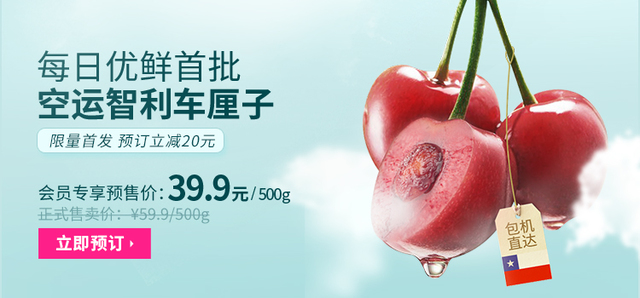 每日优鲜首批
空运智利车厘子
限量首发 预订立减20元
会员专享预售价：39.9元/500g
正式售卖价：¥59.9/500g
立即预订
包机
直达